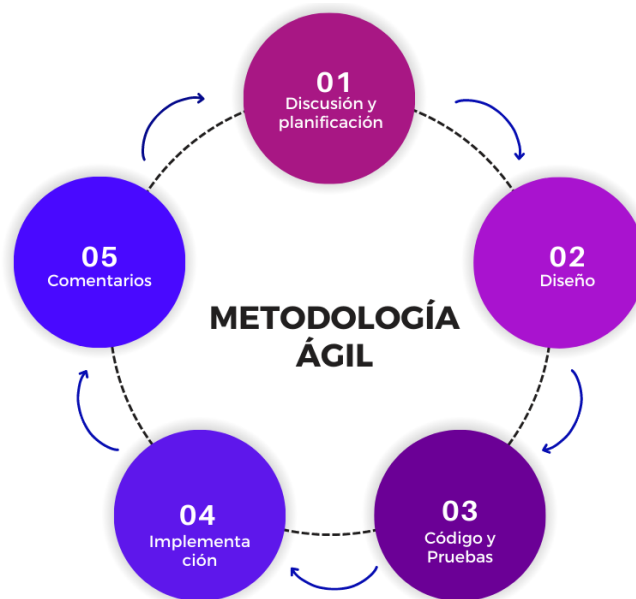 01
Discusión y
planificación
02
Diseño
METODOLOGÍA
ÁGIL
03
Código y
Pruebas
04
Implementa
ción
05
Comentarios